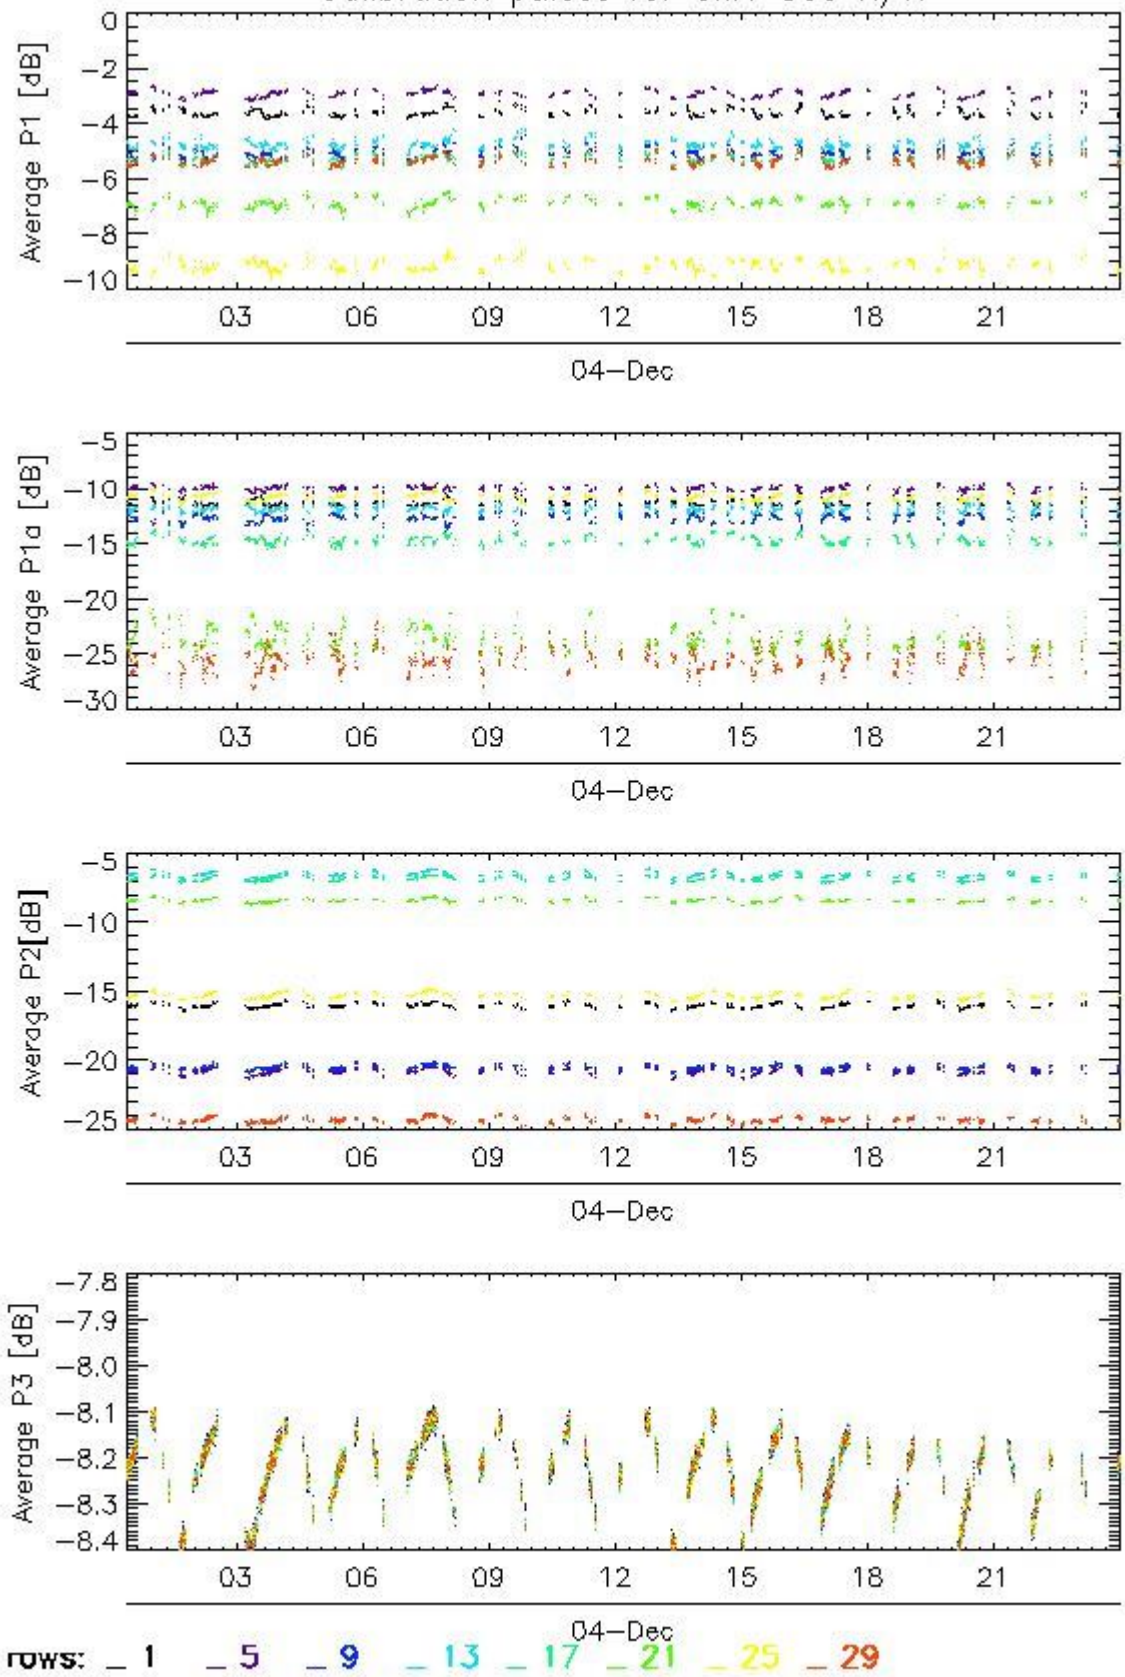 0
Average P1 [dB]
−2
−4
−6
−8
−10
03 06 09 12 15 18 21
04−Dec
−5
Average P1a [dB]
−10
−15
−20
−25
−30
03 06 09 12 15 18 21
04−Dec
−5
Average P2[dB]
−10
−15
−20
−25
03 06 09 12 15 18 21
04−Dec
−7.8
Average P3 [dB]
−7.9
−8.0
−8.1
−8.2
−8.3
−8.4
03 06 09 12 15 18 21
04−Dec
rows: _ 1 _ 5 _ 9 _ 13 _ 17 _ 21 _ 25 _ 29